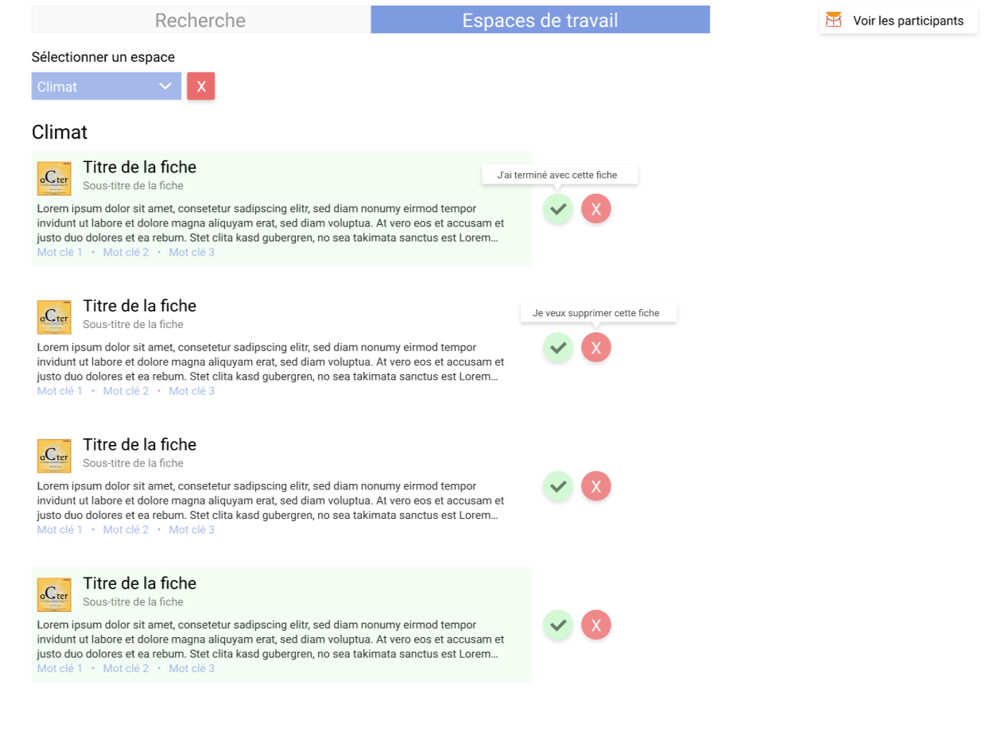 Recherche
Espaces de travail
Voir les participants
Sélectionner un espace
Climat
X
Climat
aCter
Titre de la fiche
Sous-titre de la fiche
J'ai terminé avec cette fiche
X
Lorem ipsum dolor sit amet, consetetur sadipscing elitr, sed diam nonumy eirmod tempor
invidunt ut labore et dolore magna aliquyam erat, sed diam voluptua. At vero eos et accusam et
justo duo dolores et ea rebum. Stet clita kasd gubergren, no sea takimata sanctus est Lorem...
Mot clé 1 • Mot clé 2 • Mot clé 3
aCter
Titre de la fiche
Sous-titre de la fiche
Je veux supprimer cette fiche
X
Lorem ipsum dolor sit amet, consetetur sadipscing elitr, sed diam nonumy eirmod tempor
invidunt ut labore et dolore magna aliquyam erat, sed diam voluptua. At vero eos et accusam et
justo duo dolores et ea rebum. Stet clita kasd gubergren, no sea takimata sanctus est Lorem...
Mot clé 1 • Mot clé 2 • Mot clé 3
aCter
Titre de la fiche
Sous-titre de la fiche
Lorem ipsum dolor sit amet, consetetur sadipscing elitr, sed diam nonumy eirmod tempor
X
invidunt ut labore et dolore magna aliquyam erat, sed diam voluptua. At vero eos et accusam et
justo duo dolores et ea rebum. Stet clita kasd gubergren, no sea takimata sanctus est Lorem...
Mot clé 1 • Mot clé 2 • Mot clé 3
aCter
Titre de la fiche
Sous-titre de la fiche
Lorem ipsum dolor sit amet, consetetur sadipscing elitr, sed diam nonumy eirmod tempor
X
invidunt ut labore et dolore magna aliquyam erat, sed diam voluptua. At vero eos et accusam et
justo duo dolores et ea rebum. Stet clita kasd gubergren, no sea takimata sanctus est Lorem...
Mot clé 1 • Mot clé 2 • Mot clé 3